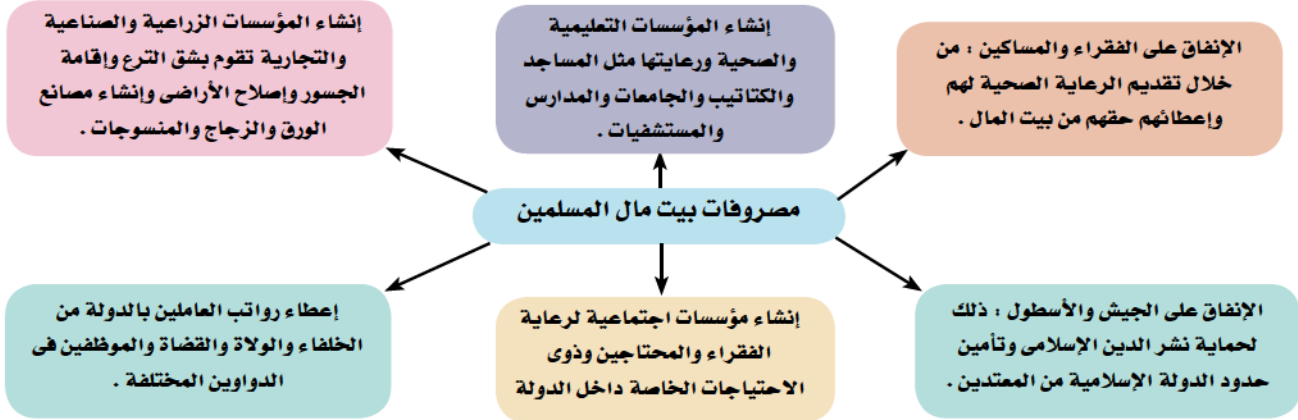 الإنفاق على الفقراء والمساكين : من
خلال تقديم الرعاية الصحية لهم
وإعطائهم حقهم من بيت المال .
إنشاء المؤسسات التعليمية
والصحية ورعايتها مثل المساجد
والكتاتيب والجامعات والمدارس
والمستشفيات .
إنشاء المؤسسات الزراعية والصناعية
والتجارية تقوم بشق الترع وإقامة
الجسور وإصلاح الأراضى وإنشاء مصانع
الورق والزجاج والمنسوجات .
مصروفات بيت مال المسلمين
الإنفاق على الجيش والأسطول : ذلك
لحماية نشر الدين الإسلامى وتأمين
حدود الدولة الإسلامية من المعتدين .
إنشاء مؤسسات اجتماعية لرعاية
الفقراء والمحتاجين وذوى
الاحتياجات الخاصة داخل الدولة
إعطاء رواتب العاملين بالدولة من
الخلفاء والولاة والقضاة والموظفين فى
الدواوين المختلفة .